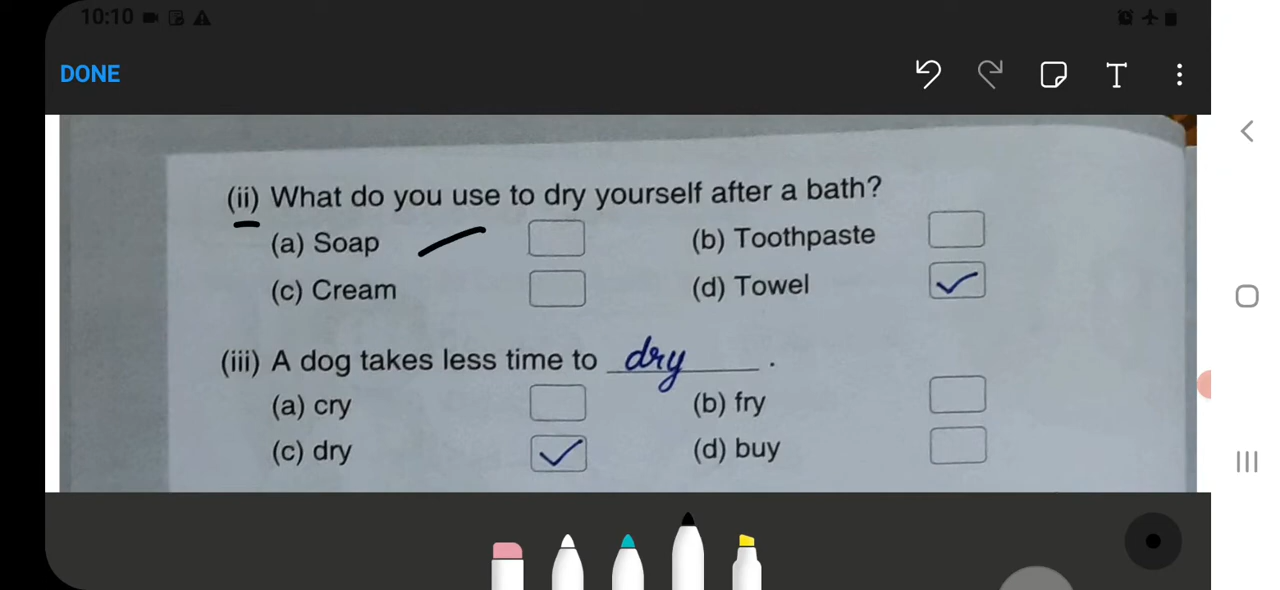 10:10
DONE
T
(ii) What do you use to dry yourself after a bath?
(a) Soap (b) Toothpaste
(c) Cream (d) Towel
(iii) A dog takes less time to dry .
(a) cry (b) fry
(c) dry (d) buy